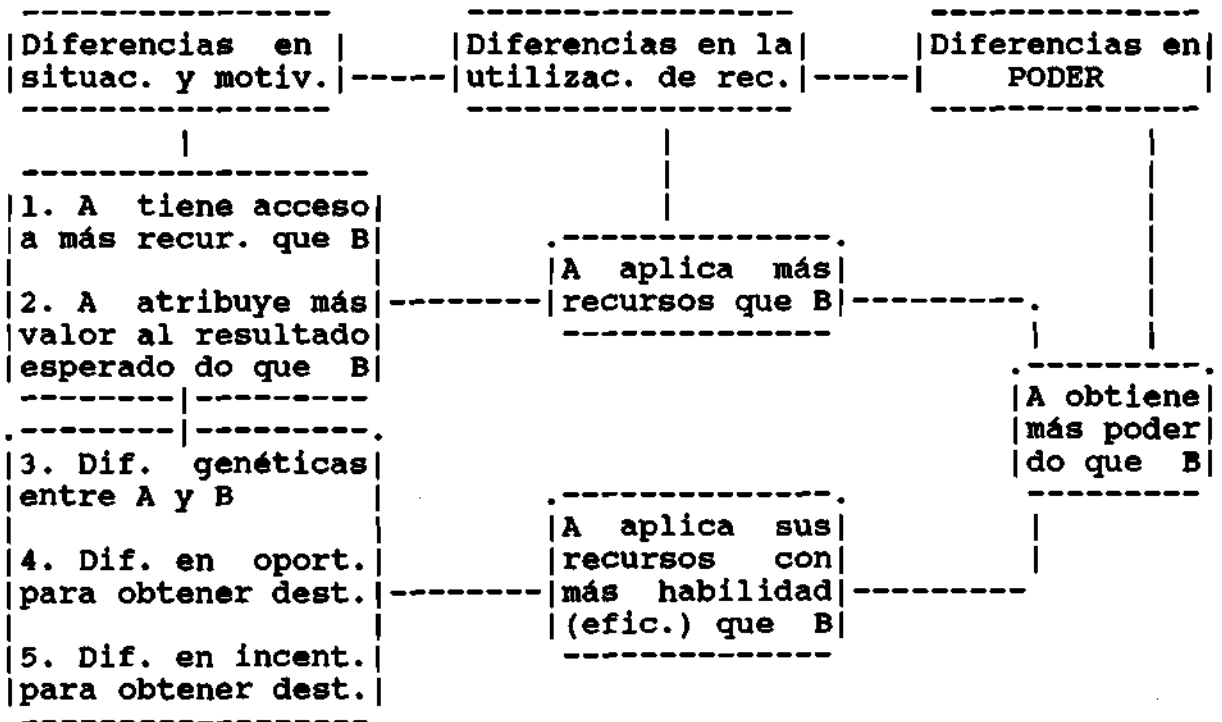 Diferencias en
situac. y motiv.
Diferencias en la
utilizac. de rec.
Diferencias en
PODER
1. A tiene acceso
a más recur. que B
2. A atribuye más
valor al resultado
esperado do que B
3. Dif. genéticas
entre A y B
4. Dif. en oport.
para obtener dest.
5. Dif. en incent.
para obtener dest.
A aplica más
recursos que B
A aplica sus
recursos con
más habilidad
(efic.) que B
A obtiene
más poder
do que B